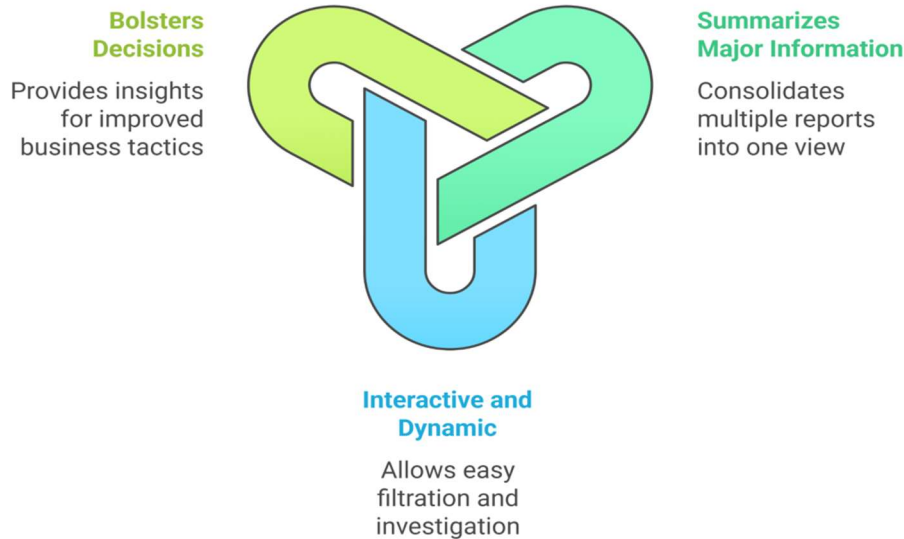 Bolsters
Decisions
Provides insights
for improved
business tactics
Summarizes
Major Information
Consolidates
multiple reports
into one view
Interactive and
Dynamic
Allows easy
filtration and
investigation